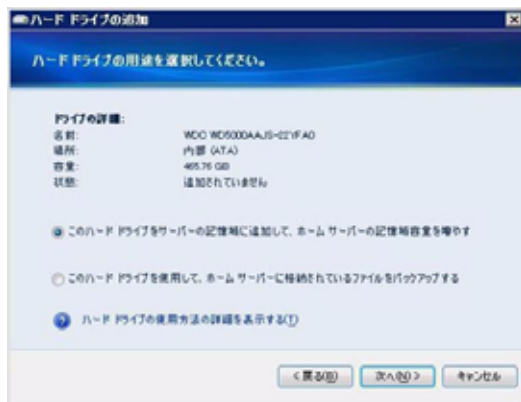 ハード ドライブの追加
ハード ドライブの用途を選択してください。
ドライブの詳細:
名前: WDC WD5000AAJS-22YFA0
場所: 内部 (ATA)
容量: 465.76 GB
状態: 追加されていません
このハード ドライブをサーバーの記憶域に追加して、ホーム サーバーの記憶域容量を増やす
このハード ドライブを使用して、ホーム サーバーに格納されているファイルをバックアップする
ハード ドライブの使用方法の詳細を表示する(T)
< 戻る(B) 次へ(N) > キャンセル